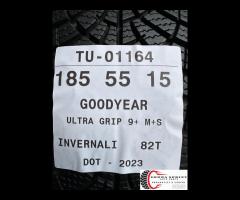 TU-01164
185 55 15
GOODYEAR
ULTRA GRIP 9+ M+S
INVERNALI 82T
DOT - 2023